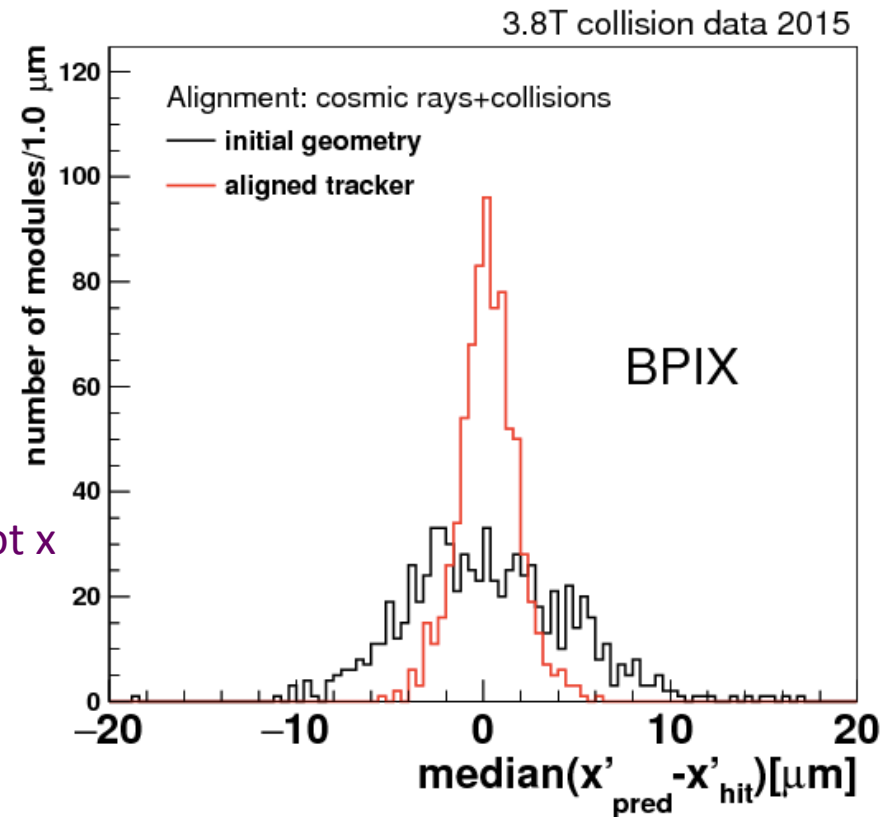 3.8T collision data 2015
number of modules/1.0 μm
120
100
80
60
40
20
0
Alignment: cosmic rays+collisions
initial geometry
aligned tracker
BPIX
pt x
−20
−10
0
10
20
median(x'pred-x'hit)[μm]